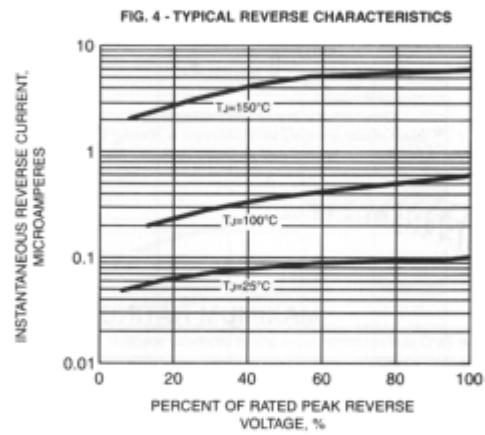 FIG. 4 - TYPICAL REVERSE CHARACTERISTICS
INSTANTANEOUS REVERSE CURRENT,
MICROAMPERES
10
1
0.1
0.01
TJ=150°C
TJ=100°C
TJ=25°C
0 20 40 60 80 100
PERCENT OF RATED PEAK REVERSE
VOLTAGE, %